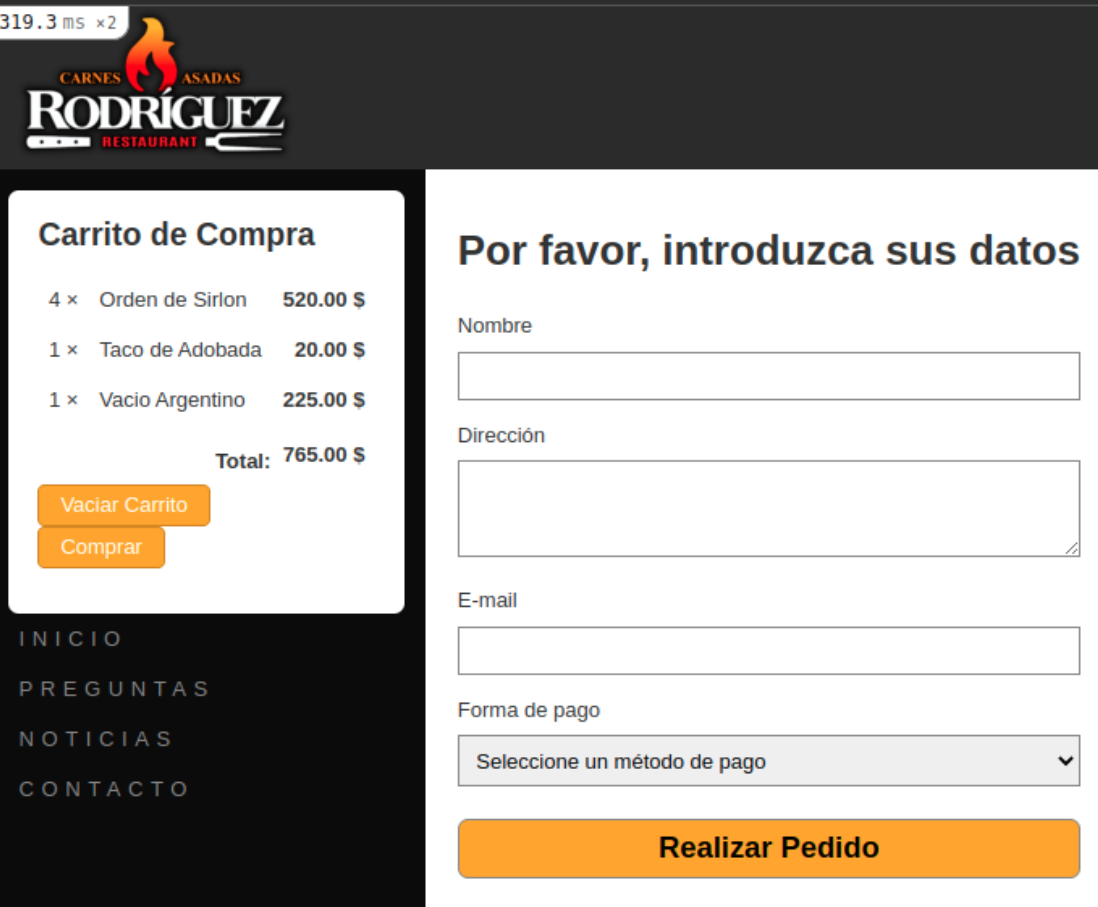 319.3 ms ×2
CARNES ASADAS
RODRÍGUEZ
RESTAURANT
Carrito de Compra
4 × Orden de Sirlon 520.00 $
1 × Taco de Adobada 20.00 $
1 × Vacio Argentino 225.00 $
Total: 765.00 $
Vaciar Carrito
Comprar
INICIO
PREGUNTAS
NOTICIAS
CONTACTO
Por favor, introduzca sus datos
Nombre
Dirección
E-mail
Forma de pago
Seleccione un método de pago
Realizar Pedido